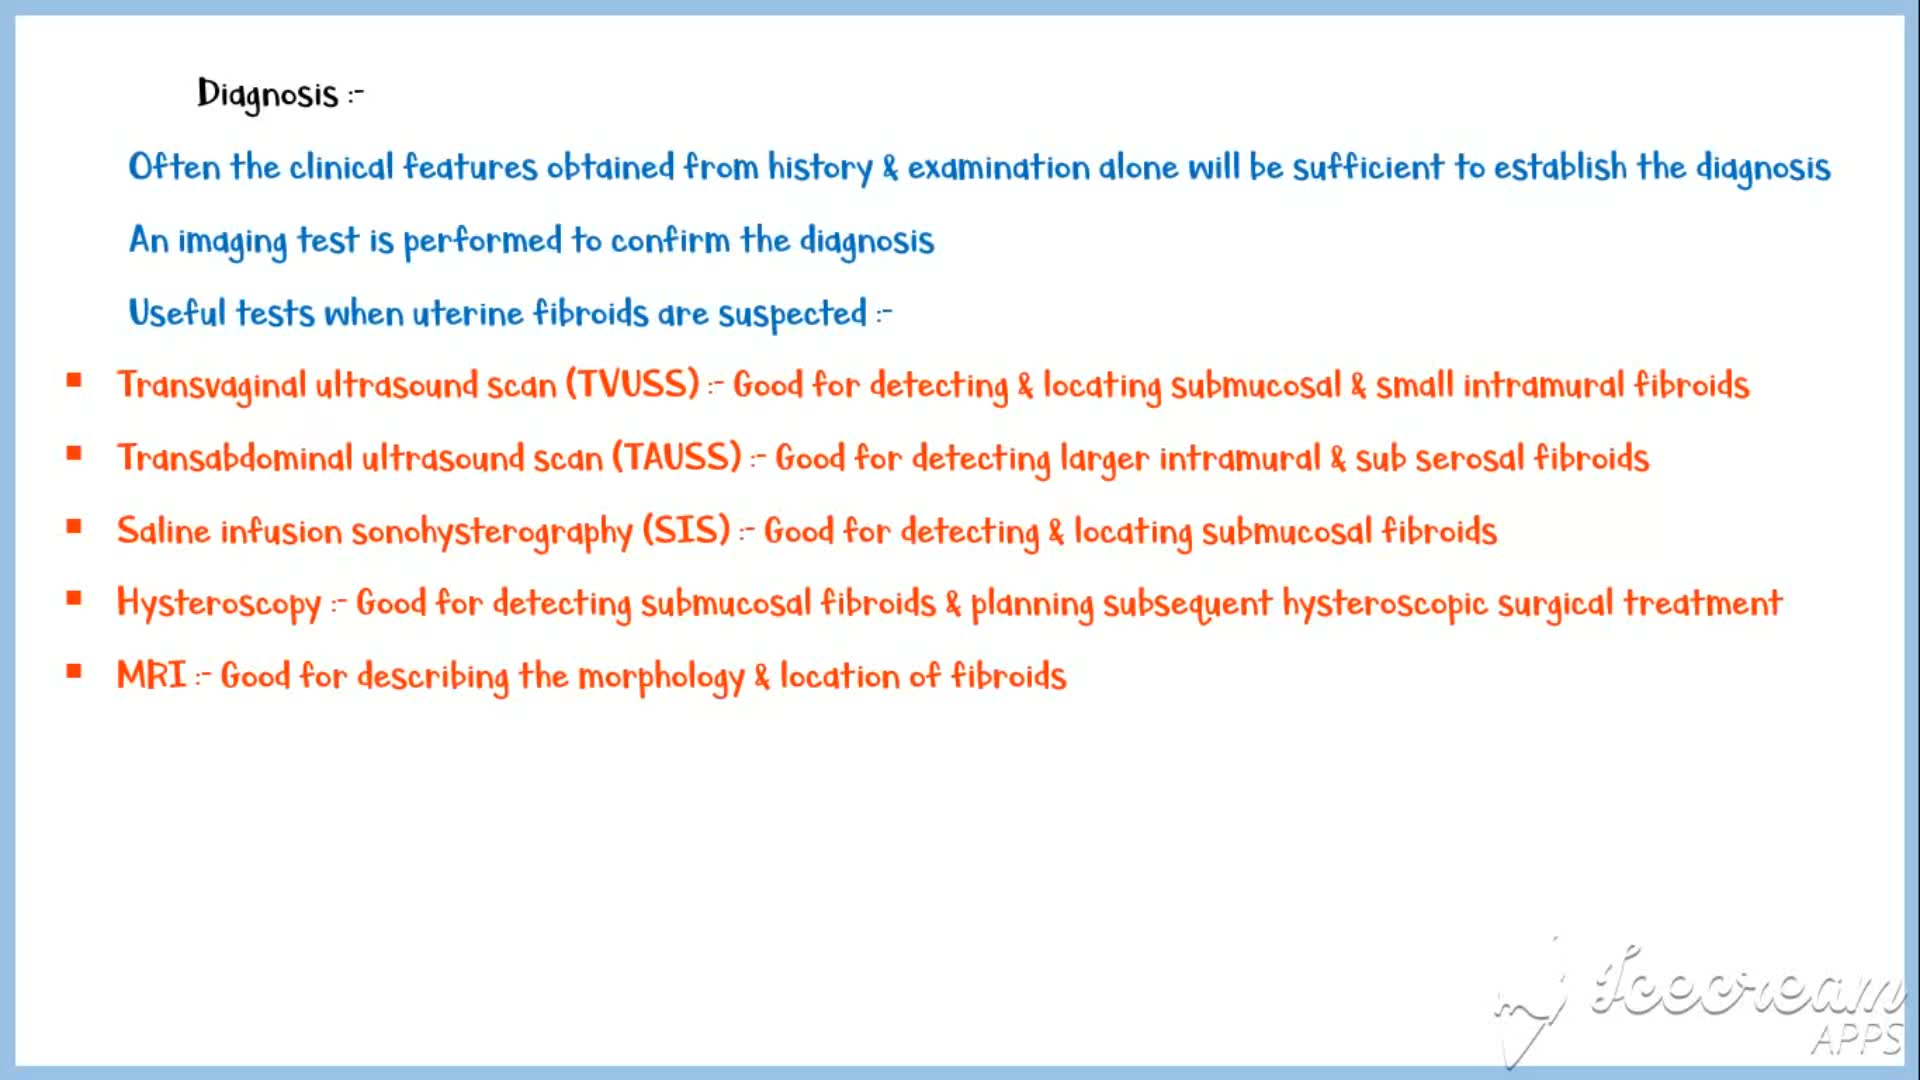 Diagnosis :-
Often the clinical features obtained from history & examination alone will be sufficient to establish the diagnosis
An imaging test is performed to confirm the diagnosis
Useful tests when uterine fibroids are suspected :-
▪ Transvaginal ultrasound scan (TVUSS) :- Good for detecting & locating submucosal & small intramural fibroids
▪ Transabdominal ultrasound scan (TAUSS) :- Good for detecting larger intramural & sub serosal fibroids
▪ Saline infusion sonohysterography (SIS) :- Good for detecting & locating submucosal fibroids
▪ Hysteroscopy :- Good for detecting submucosal fibroids & planning subsequent hysteroscopic surgical treatment
▪ MRI :- Good for describing the morphology & location of fibroids
Icecream
APPS